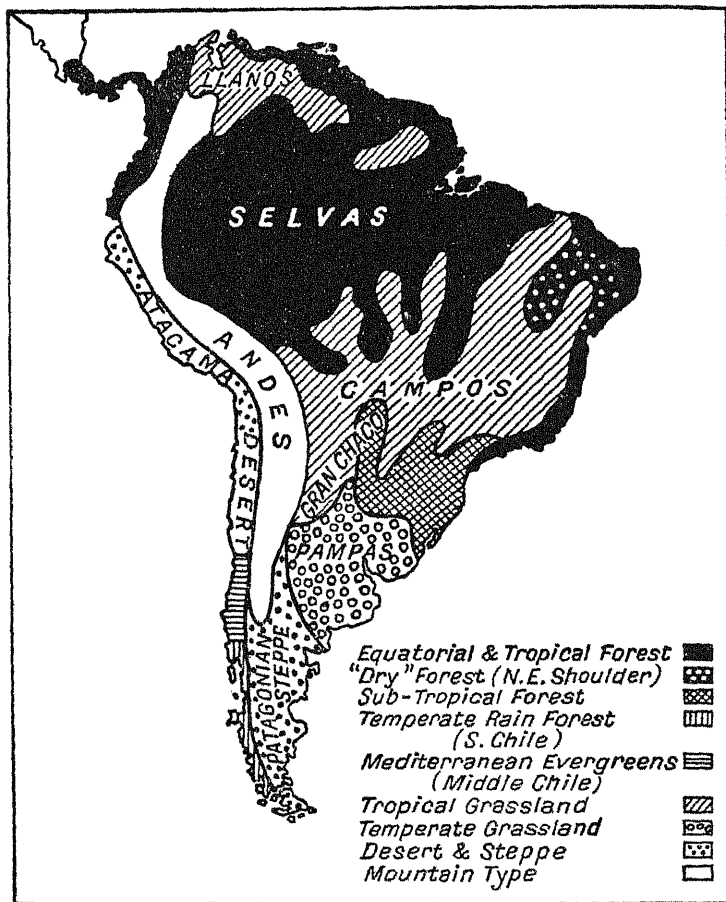 LLANOS
SELVAS
ATACAMA DESERT
ANDES
CAMPOS
GRAN CHACO
PAMPAS
PATAGONIAN
STEPPE
Equatorial & Tropical Forest
"Dry" Forest (N.E. Shoulder)
Sub-Tropical Forest
Temperate Rain Forest
(S. Chile)
Mediterranean Evergreens
(Middle Chile)
Tropical Grassland
Temperate Grassland
Desert & Steppe
Mountain Type